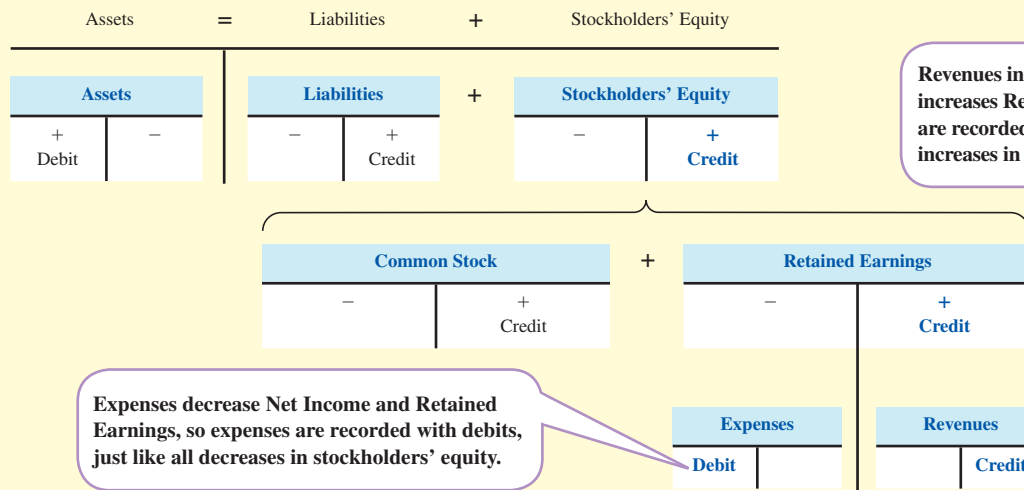 Assets = Liabilities + Stockholders' Equity
Assets Liabilities + Stockholders' Equity
+ − − + − +
Debit Credit Credit
Revenues in
increases Re
are recorded
increases in
Common Stock + Retained Earnings
− + − +
Credit Credit
Expenses decrease Net Income and Retained
Earnings, so expenses are recorded with debits,
just like all decreases in stockholders' equity.
Expenses Revenues
Debit Credit